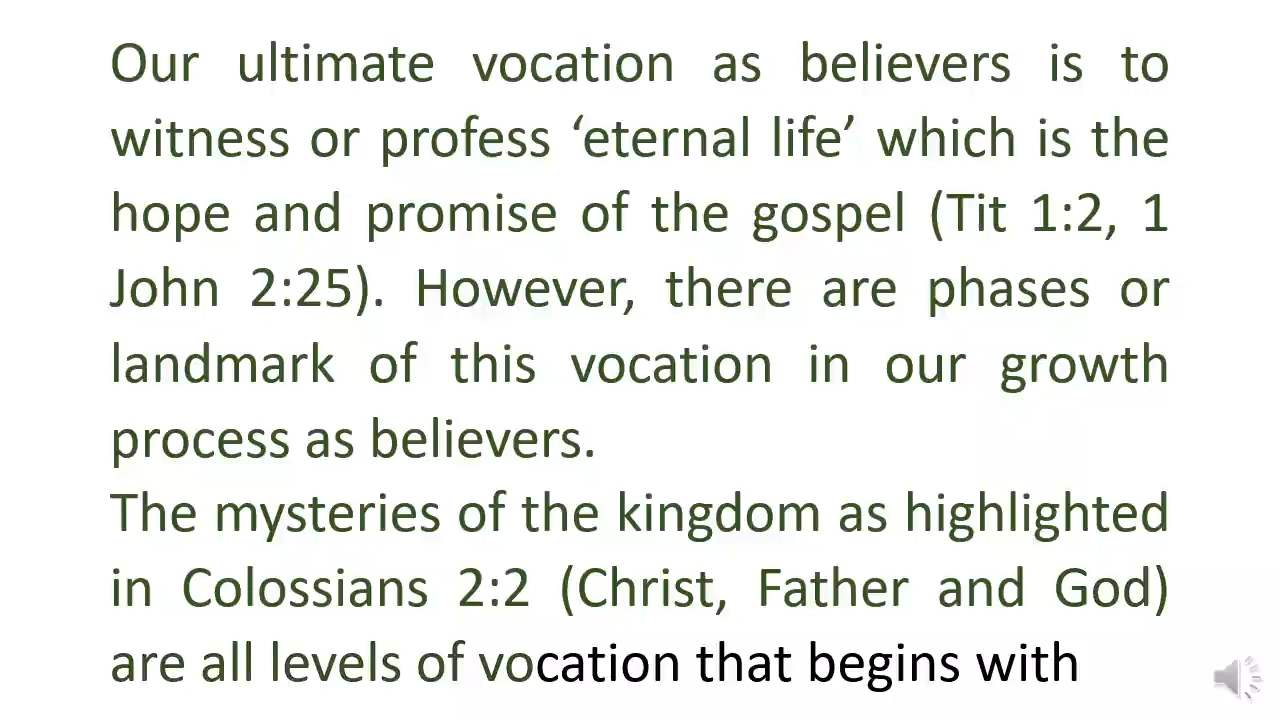 Our ultimate vocation as believers is to
witness or profess ‘eternal life’ which is the
hope and promise of the gospel (Tit 1:2, 1
John 2:25). However, there are phases or
landmark of this vocation in our growth
process as believers.
The mysteries of the kingdom as highlighted
in Colossians 2:2 (Christ, Father and God)
are all levels of vocation that begins with